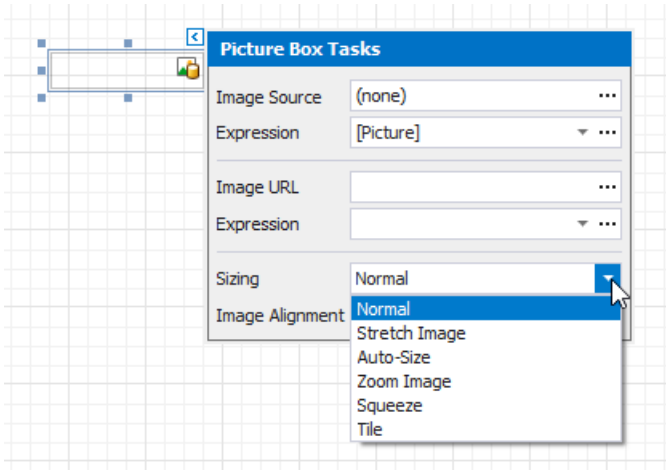 Picture Box Tasks
Image Source (none) ...
Expression [Picture] ...
Image URL ...
Expression ...
Sizing Normal
Image Alignment
Normal
Stretch Image
Auto-Size
Zoom Image
Squeeze
Tile